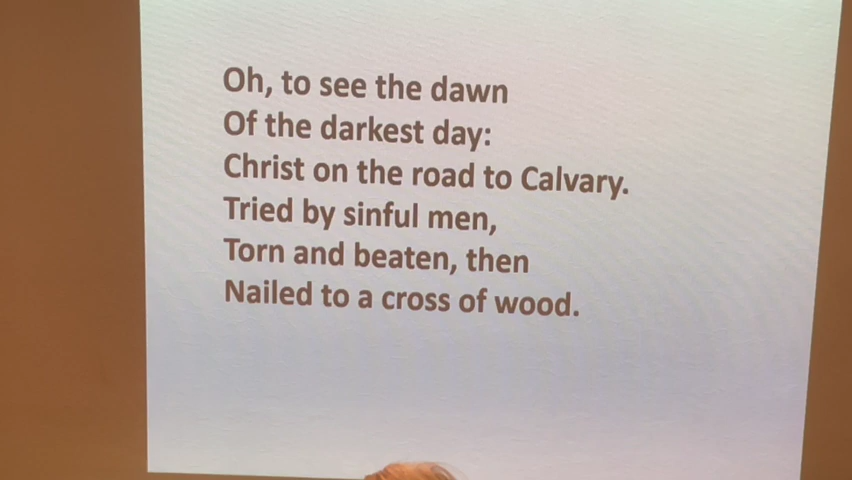 Oh, to see the dawn
Of the darkest day:
Christ on the road to Calvary.
Tried by sinful men,
Torn and beaten, then
Nailed to a cross of wood.